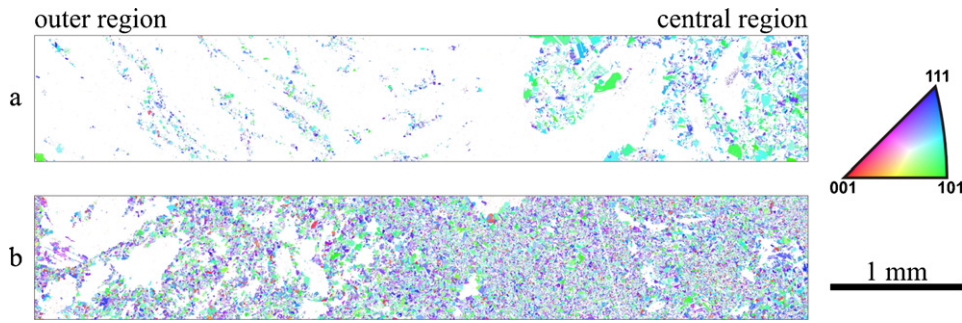 outer region central region
a
111
001 101
b
1 mm